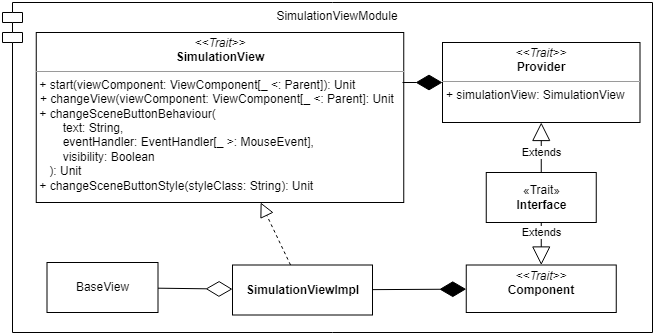 SimulationViewModule
<<Trait>>
SimulationView
+ start(viewComponent: ViewComponent[_ <: Parent]): Unit
+ changeView(viewComponent: ViewComponent[_ <: Parent]: Unit
+ changeSceneButtonBehaviour(
text: String,
eventHandler: EventHandler[_ >: MouseEvent],
visibility: Boolean
): Unit
+ changeSceneButtonStyle(styleClass: String): Unit
<<Trait>>
Provider
+ simulationView: SimulationView
Extends
«Trait»
Interface
Extends
BaseView
SimulationViewImpl
<<Trait>>
Component